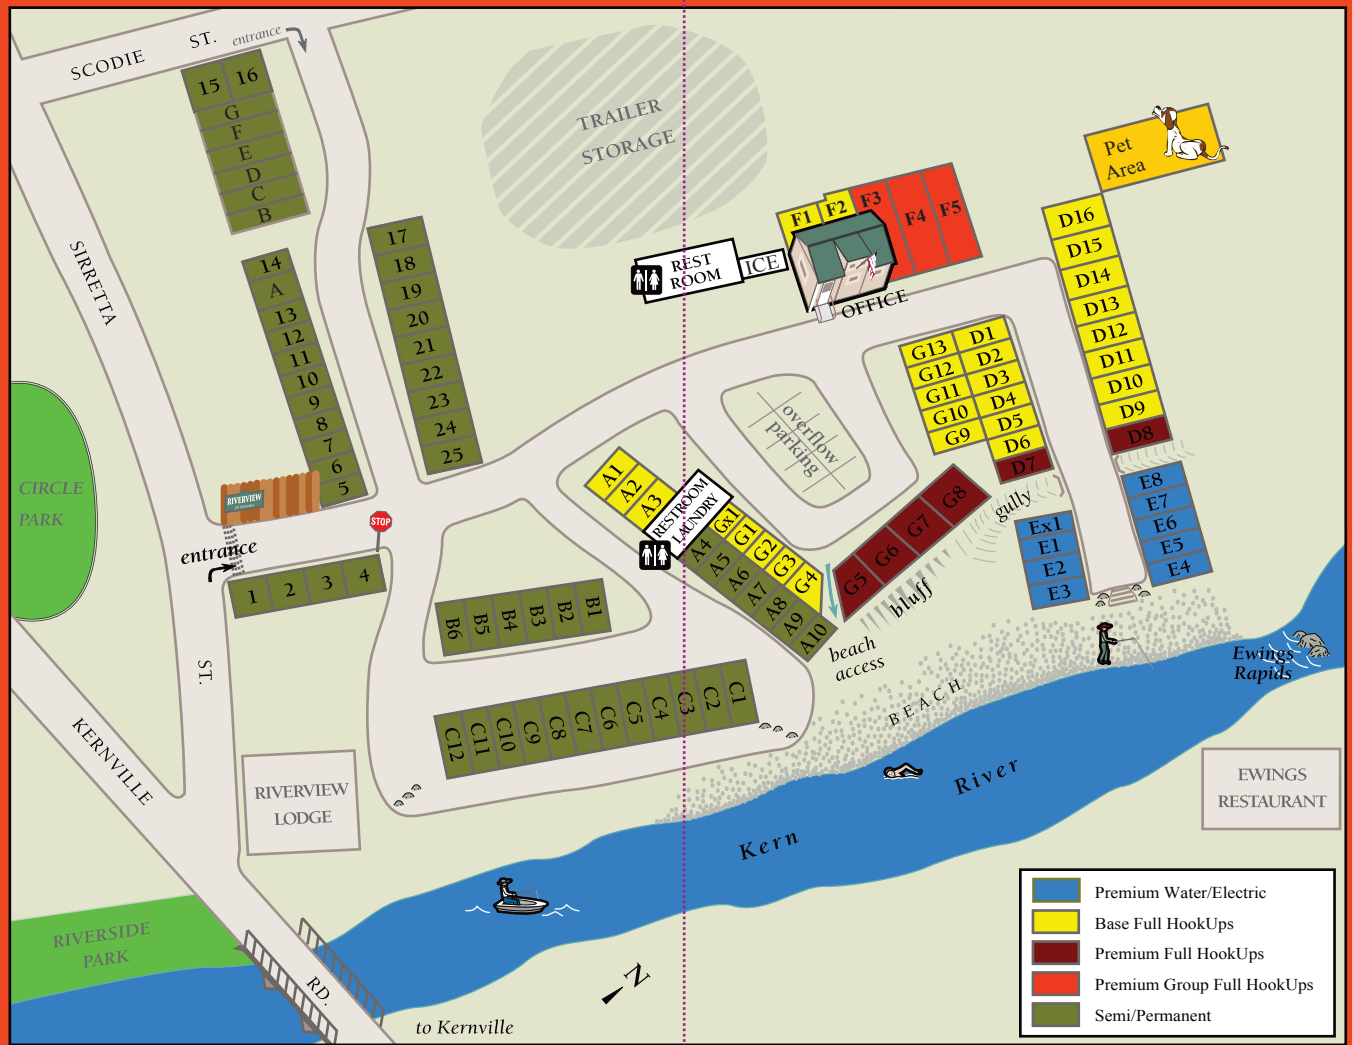 SCODIE ST.
entrance
15 16
G
F
E
D
C
B
TRAILER
STORAGE
Pet
Area
F1 F2 F3 F4 F5
REST
ROOM
ICE
OFFICE
SIRRETTA
14
A
13
12
11
10
9
8
7
6
5
17
18
19
20
21
22
23
24
25
D16
D15
D14
D13
D12
D11
D10
D9
D8
G13 D1
G12 D2
G11 D3
G10 D4
G9 D5
D6
D7
overflow
parking
CIRCLE
PARK
RIVERVIEW
entrance
STOP
1 2 3 4
A1
A2
A3
RESTROOM
LAUNDRY
Gx1
G1
G2
G3
G4
A4
A5
A6
A7
A8
A9
A10
G5 G6 G7 G8
gully
bluff
beach
access
E8
E7
E6
E5
E4
Ex1
E1
E2
E3
B6 B5 B4 B3 B2 B1
C12 C11 C10 C9 C8 C7 C6 C5 C4 C3 C2 C1
ST.
BEACH
Ewings
Rapids
KERNVILLE
RIVERVIEW
LODGE
Kern River
EWINGS
RESTAURANT
RIVERSIDE
PARK
RD.
N
to Kernville
Premium Water/Electric
Base Full HookUps
Premium Full HookUps
Premium Group Full HookUps
Semi/Permanent